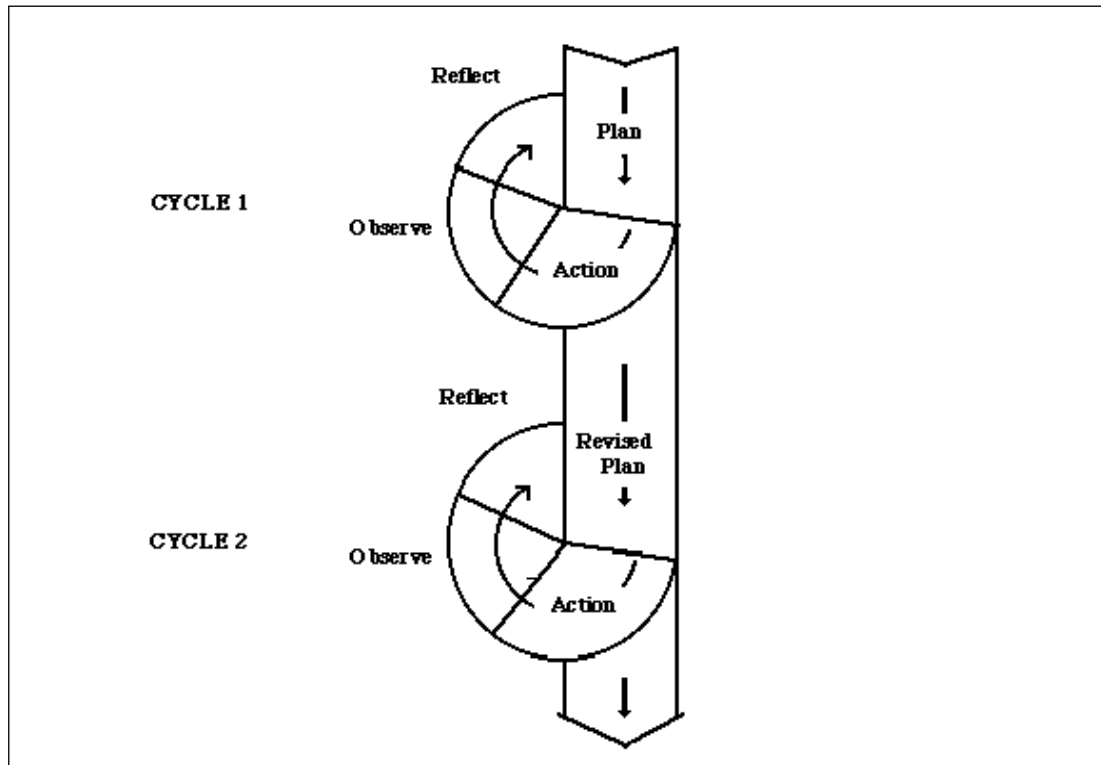 Reflect
Plan
CYCLE 1
Observe
Action
Reflect
Revised
Plan
CYCLE 2
Observe
Action